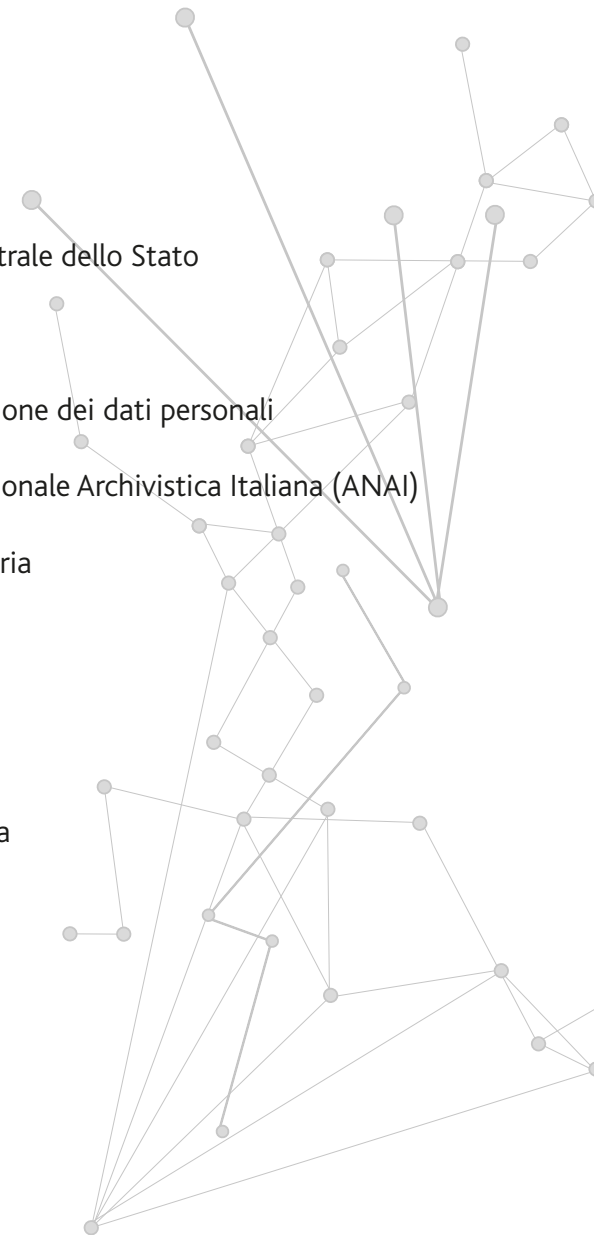 trale dello Stato
one dei dati personali
onale Archivistica Italiana (ANAI)
ria
a